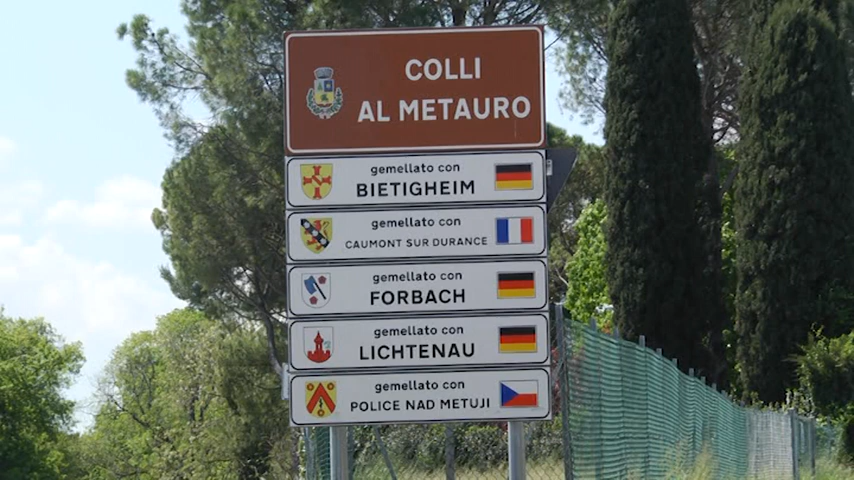 COLLI
AL METAURO
gemellato con
BIETIGHEIM
gemellato con
CAUMONT SUR DURANCE
gemellato con
FORBACH
gemellato con
LICHTENAU
gemellato con
POLICE NAD METUJI